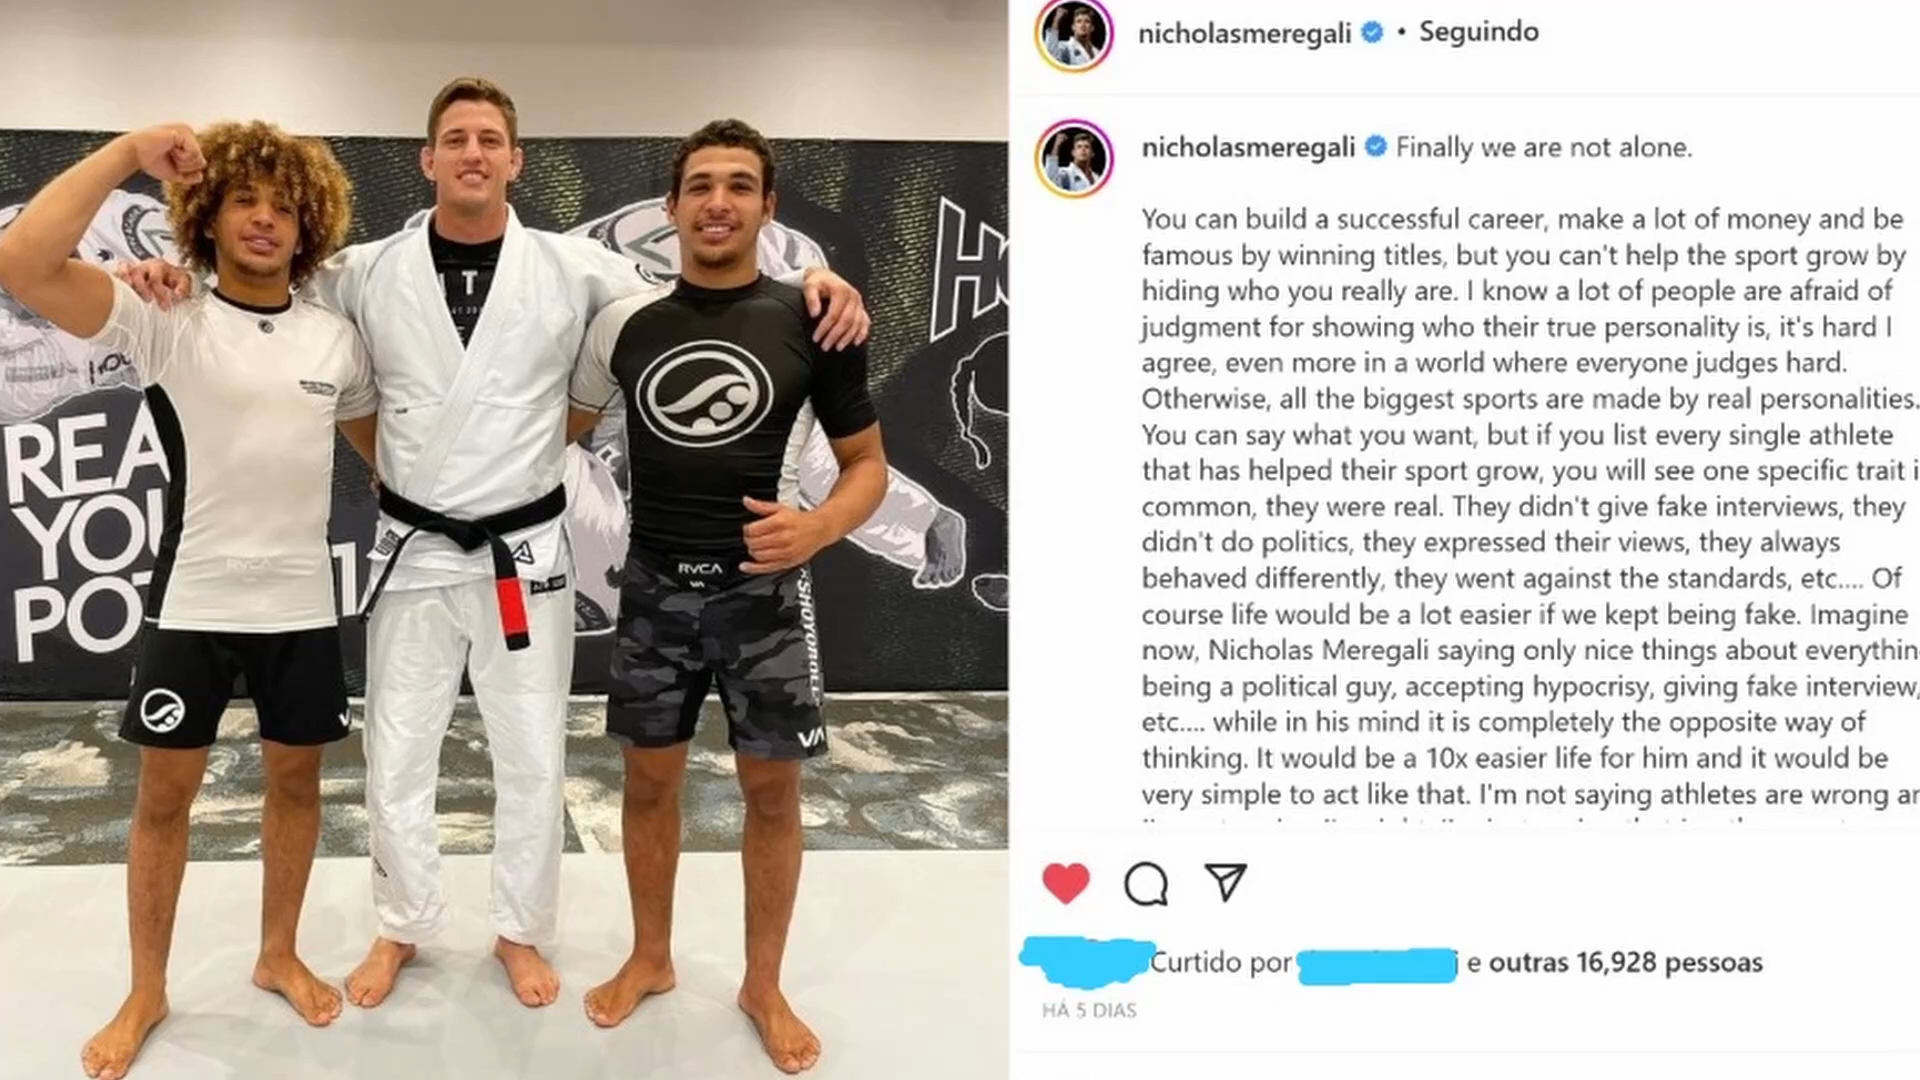 nicholasmeregali • Seguindo
nicholasmeregali Finally we are not alone.
You can build a successful career, make a lot of money and be
famous by winning titles, but you can't help the sport grow by
hiding who you really are. I know a lot of people are afraid of
judgment for showing who their true personality is, it's hard I
agree, even more in a world where everyone judges hard.
Otherwise, all the biggest sports are made by real personalities.
You can say what you want, but if you list every single athlete
that has helped their sport grow, you will see one specific trait i
common, they were real. They didn't give fake interviews, they
didn't do politics, they expressed their views, they always
behaved differently, they went against the standards, etc.... Of
course life would be a lot easier if we kept being fake. Imagine
now, Nicholas Meregali saying only nice things about everythin
being a political guy, accepting hypocrisy, giving fake interview,
etc.... while in his mind it is completely the opposite way of
thinking. It would be a 10x easier life for him and it would be
very simple to act like that. I'm not saying athletes are wrong an
Curtido por e outras 16,928 pessoas
HÁ 5 DIAS
REA
YOU
POT
RVCA
RVCA
VA
SHOYOROLL
VA